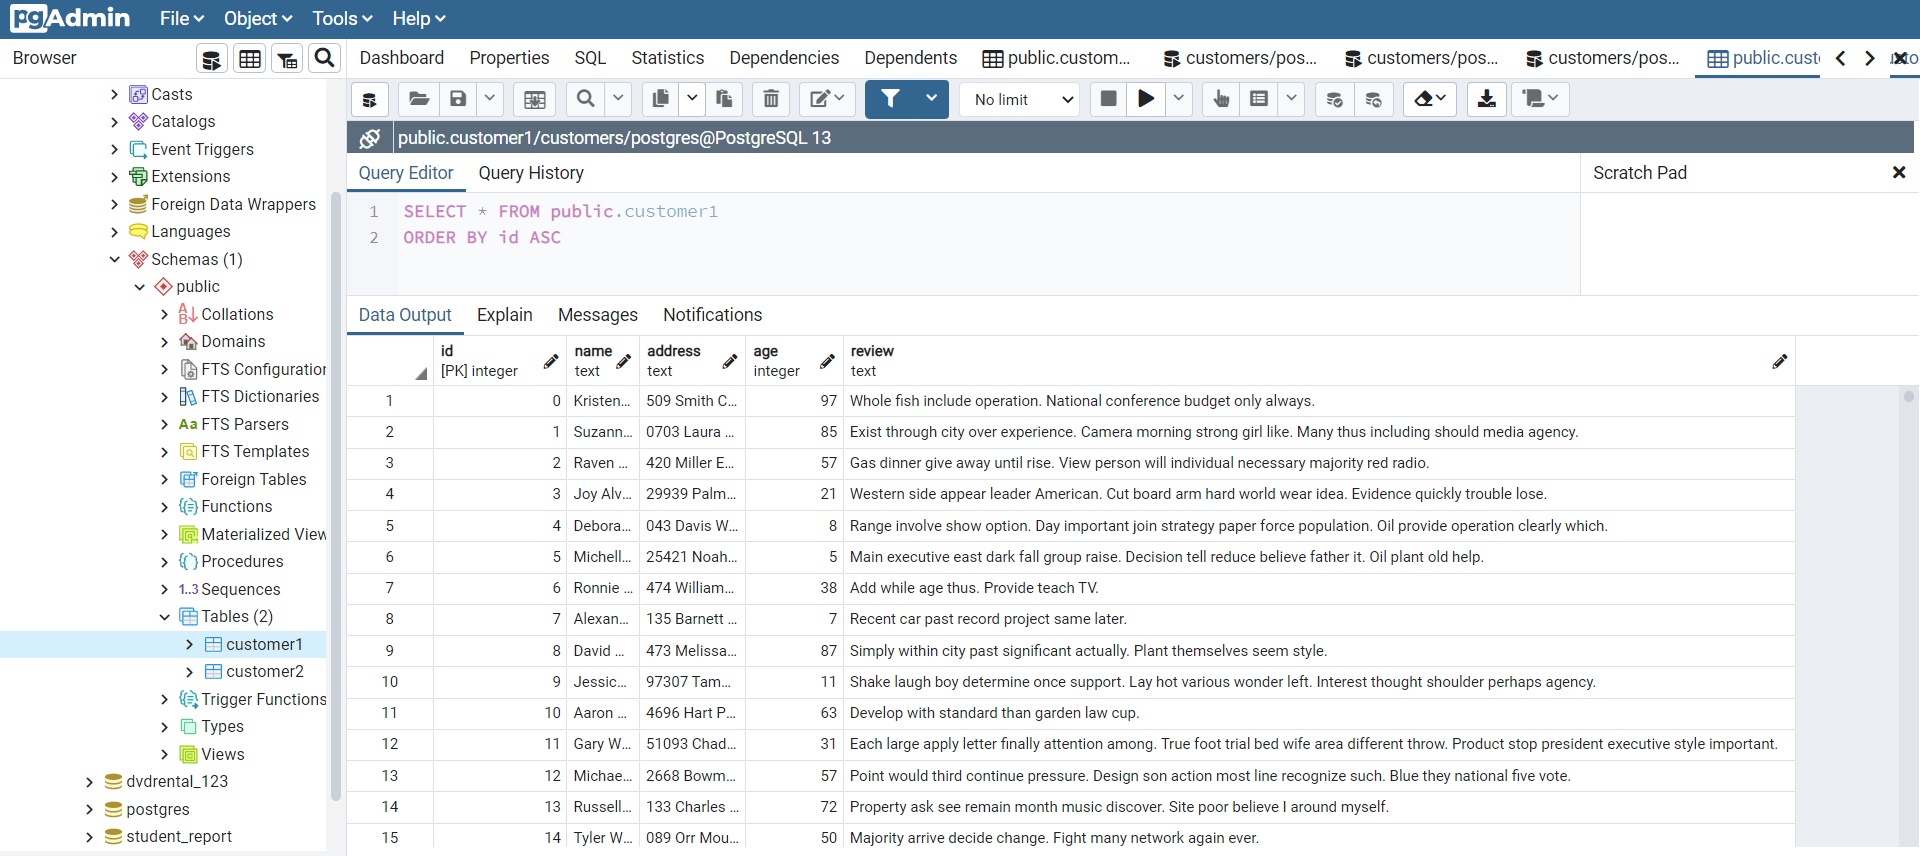 pgAdmin File Object Tools Help
Browser
Dashboard Properties SQL Statistics Dependencies Dependents public.custom... customers/pos... customers/pos... customers/pos... public.cust
No limit
public.customer1/customers/postgres@PostgreSQL 13
Query Editor Query History
Scratch Pad
1 SELECT * FROM public.customer1
2 ORDER BY id ASC
Casts
Catalogs
Event Triggers
Extensions
Foreign Data Wrappers
Languages
Schemas (1)
public
Collations
Domains
FTS Configuration
FTS Dictionaries
Aa FTS Parsers
FTS Templates
Foreign Tables
Functions
Materialized View
Procedures
1..3 Sequences
Tables (2)
customer1
customer2
Trigger Functions
Types
Views
dvdrental_123
postgres
student_report
Data Output Explain Messages Notifications
id name address age review
[PK] integer text text integer text
1 0 Kristen... 509 Smith C... 97 Whole fish include operation. National conference budget only always.
2 1 Suzann... 0703 Laura ... 85 Exist through city over experience. Camera morning strong girl like. Many thus including should media agency.
3 2 Raven ... 420 Miller E... 57 Gas dinner give away until rise. View person will individual necessary majority red radio.
4 3 Joy Alv... 29939 Palm... 21 Western side appear leader American. Cut board arm hard world wear idea. Evidence quickly trouble lose.
5 4 Debora... 043 Davis W... 8 Range involve show option. Day important join strategy paper force population. Oil provide operation clearly which.
6 5 Michell... 25421 Noah... 5 Main executive east dark fall group raise. Decision tell reduce believe father it. Oil plant old help.
7 6 Ronnie ... 474 William... 38 Add while age thus. Provide teach TV.
8 7 Alexan... 135 Barnett ... 7 Recent car past record project same later.
9 8 David ... 473 Melissa... 87 Simply within city past significant actually. Plant themselves seem style.
10 9 Jessic... 97307 Tam... 11 Shake laugh boy determine once support. Lay hot various wonder left. Interest thought shoulder perhaps agency.
11 10 Aaron ... 4696 Hart P... 63 Develop with standard than garden law cup.
12 11 Gary W... 51093 Chad... 31 Each large apply letter finally attention among. True foot trial bed wife area different throw. Product stop president executive style important.
13 12 Michae... 2668 Bowm... 57 Point would third continue pressure. Design son action most line recognize such. Blue they national five vote.
14 13 Russell... 133 Charles ... 72 Property ask see remain month music discover. Site poor believe I around myself.
15 14 Tyler W... 089 Orr Mou... 50 Majority arrive decide change. Fight many network again ever.